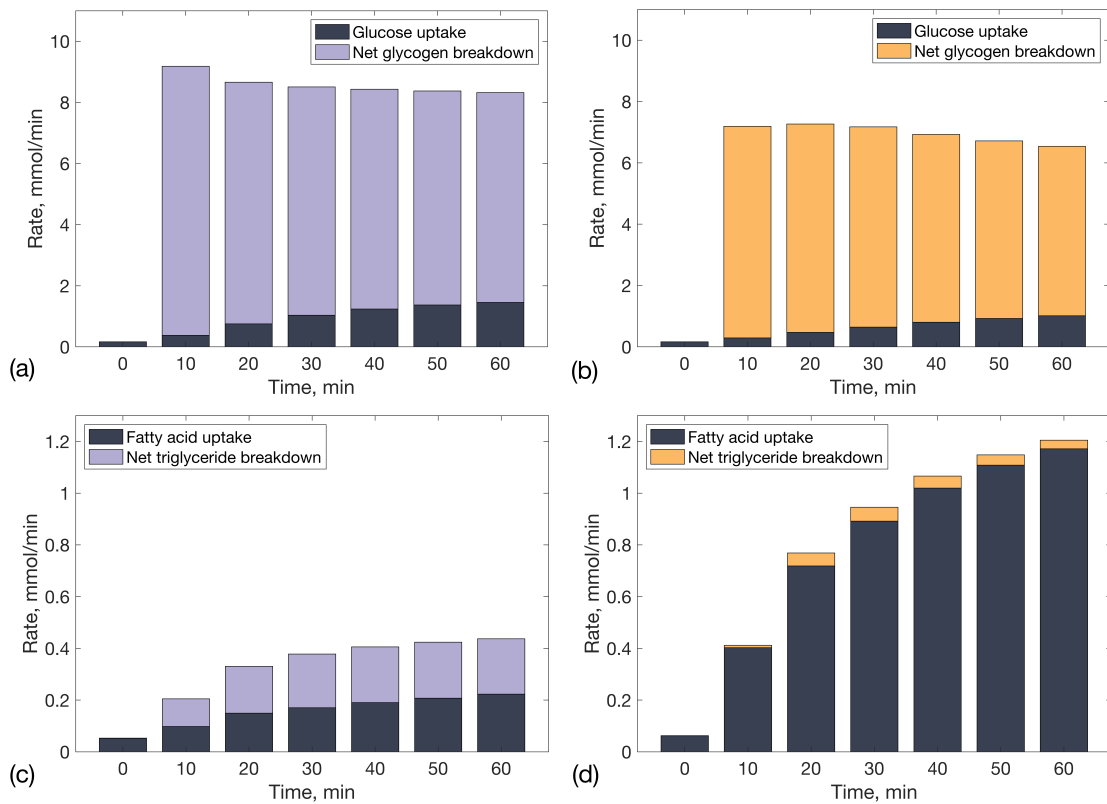 Glucose uptake
Net glycogen breakdown
10
8
6
4
2
0
Rate, mmol/min
0 10 20 30 40 50 60
Time, min
(a)
Glucose uptake
Net glycogen breakdown
10
8
6
4
2
0
Rate, mmol/min
0 10 20 30 40 50 60
Time, min
(b)
Fatty acid uptake
Net triglyceride breakdown
1.2
1
0.8
0.6
0.4
0.2
0
Rate, mmol/min
0 10 20 30 40 50 60
Time, min
(c)
Fatty acid uptake
Net triglyceride breakdown
1.2
1
0.8
0.6
0.4
0.2
0
Rate, mmol/min
0 10 20 30 40 50 60
Time, min
(d)